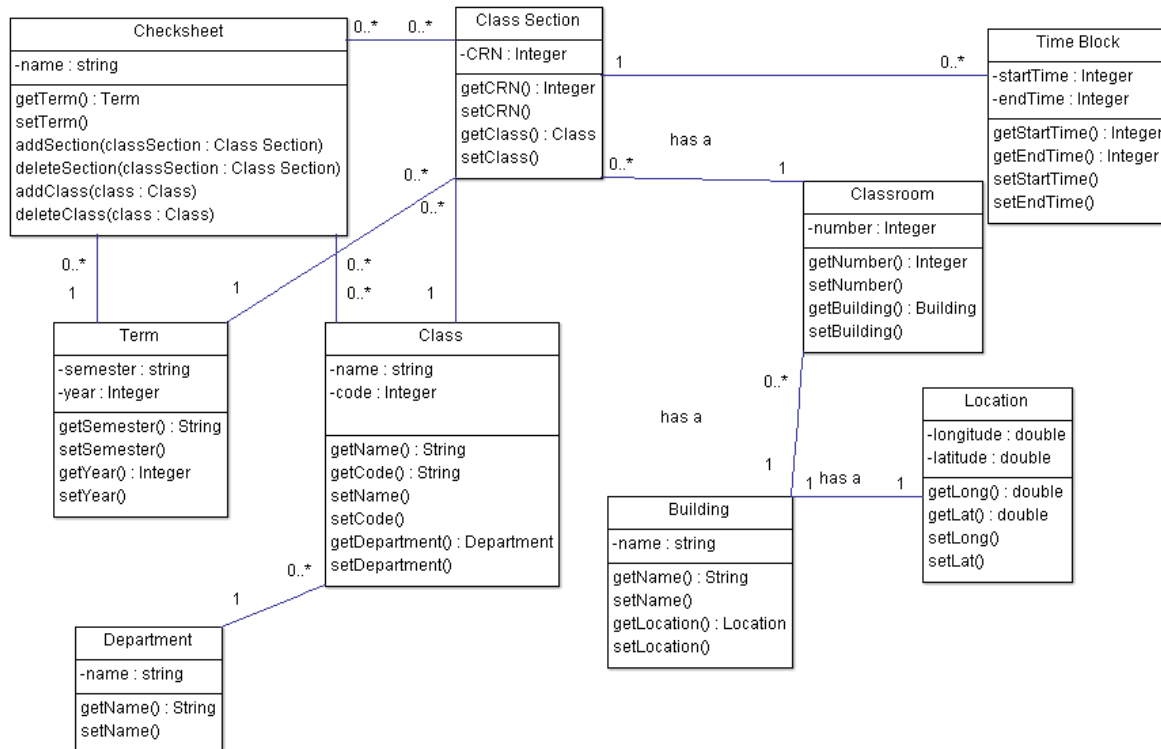 Checksheet
-name : string
getTerm() : Term
setTerm()
addSection(classSection : Class Section)
deleteSection(classSection : Class Section)
addClass(class : Class)
deleteClass(class : Class)
0..*
0..*
Class Section
-CRN : Integer
getCRN() : Integer
setCRN()
getClass() : Class
setClass()
1
0..*
Time Block
-startTime : Integer
-endTime : Integer
getStartTime() : Integer
getEndTime() : Integer
setStartTime()
setEndTime()
has a
0..*
1
Classroom
-number : Integer
getNumber() : Integer
setNumber()
getBuilding() : Building
setBuilding()
0..*
0..*
0..*
1
1
0..*
0..*
1
Term
-semester : string
-year : Integer
getSemester() : String
setSemester()
getYear() : Integer
setYear()
Class
-name : string
-code : Integer
getName() : String
getCode() : String
setName()
setCode()
getDepartment() : Department
setDepartment()
0..*
has a
1
Location
-longitude : double
-latitude : double
getLong() : double
getLat() : double
setLong()
setLat()
1
has a
1
Building
-name : string
getName() : String
setName()
getLocation() : Location
setLocation()
0..*
1
Department
-name : string
getName() : String
setName()